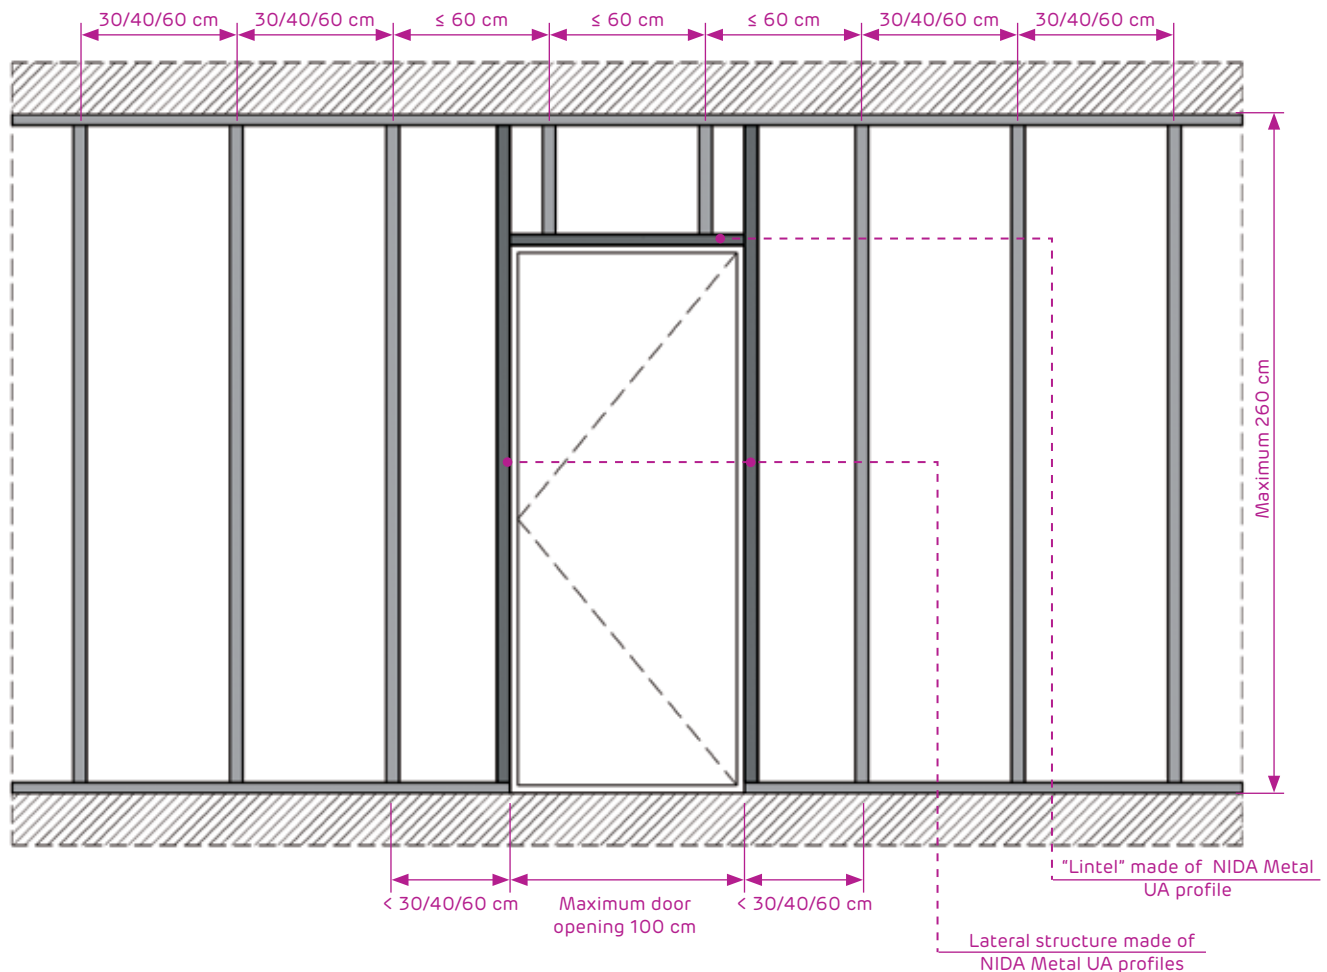 30/40/60 cm
30/40/60 cm
≤ 60 cm
≤ 60 cm
≤ 60 cm
30/40/60 cm
30/40/60 cm
Maximum 260 cm
< 30/40/60 cm
Maximum door
opening 100 cm
< 30/40/60 cm
"Lintel" made of NIDA Metal
UA profile
Lateral structure made of
NIDA Metal UA profiles